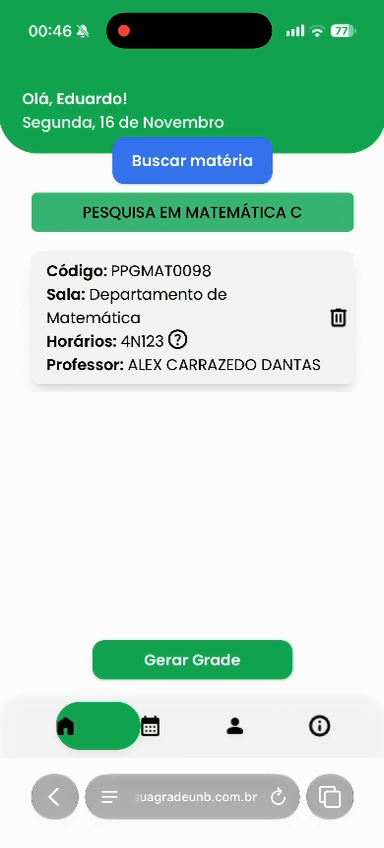 00:46
77
Olá, Eduardo!
Segunda, 16 de Novembro
Buscar matéria
PESQUISA EM MATEMÁTICA C
Código: PPGMAT0098
Sala: Departamento de
Matemática
Horários: 4N123 ?
Professor: ALEX CARRAZEDO DANTAS
Gerar Grade
suagradeunb.com.br